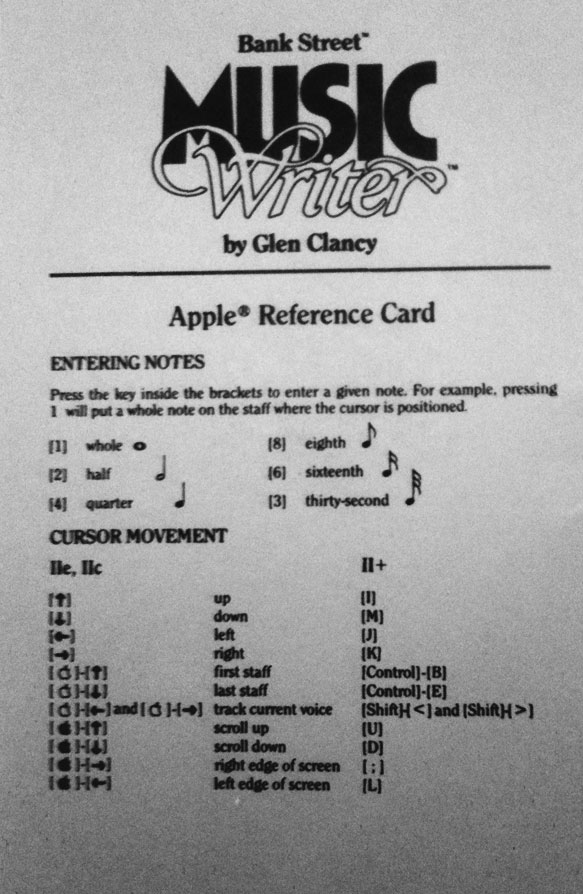 Bank Street™
MUSIC
Writer™
by Glen Clancy
Apple® Reference Card
ENTERING NOTES
Press the key inside the brackets to enter a given note. For example, pressing
1 will put a whole note on the staff where the cursor is positioned.
[1] whole [8] eighth
[2] half [6] sixteenth
[4] quarter [3] thirty-second
CURSOR MOVEMENT
IIe, IIc II+
[↑] up [I]
[↓] down [M]
[←] left [J]
[→] right [K]
[]-[↑] first staff [Control]-[B]
[]-[↓] last staff [Control]-[E]
[]-[←] and []-[→] track current voice [Shift]-[<] and [Shift]-[>]
[]-[↑] scroll up [U]
[]-[↓] scroll down [D]
[]-[→] right edge of screen [;]
[]-[←] left edge of screen [L]